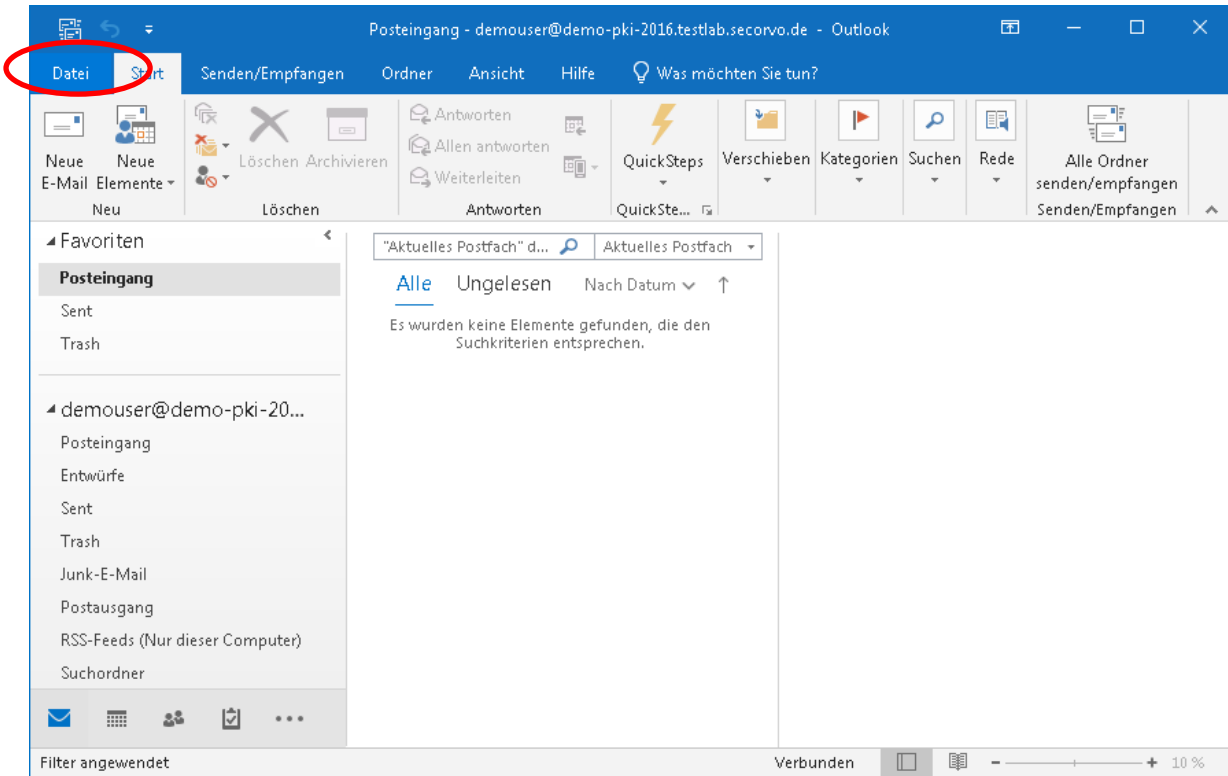 Posteingang - demouser@demo-pki-2016.testlab.secorvo.de - Outlook
Datei Start Senden/Empfangen Ordner Ansicht Hilfe Was möchten Sie tun?
Neue E-Mail
Neue Elemente
Neu
Löschen
Archivieren
Löschen
Antworten
Allen antworten
Weiterleiten
Antworten
QuickSteps
QuickSte...
Verschieben
Kategorien
Suchen
Rede
Alle Ordner
senden/empfangen
Senden/Empfangen
Favoriten
Posteingang
Sent
Trash
demouser@demo-pki-20...
Posteingang
Entwürfe
Sent
Trash
Junk-E-Mail
Postausgang
RSS-Feeds (Nur dieser Computer)
Suchordner
"Aktuelles Postfach" d... Aktuelles Postfach
Alle Ungelesen Nach Datum
Es wurden keine Elemente gefunden, die den
Suchkriterien entsprechen.
Filter angewendet Verbunden 10 %